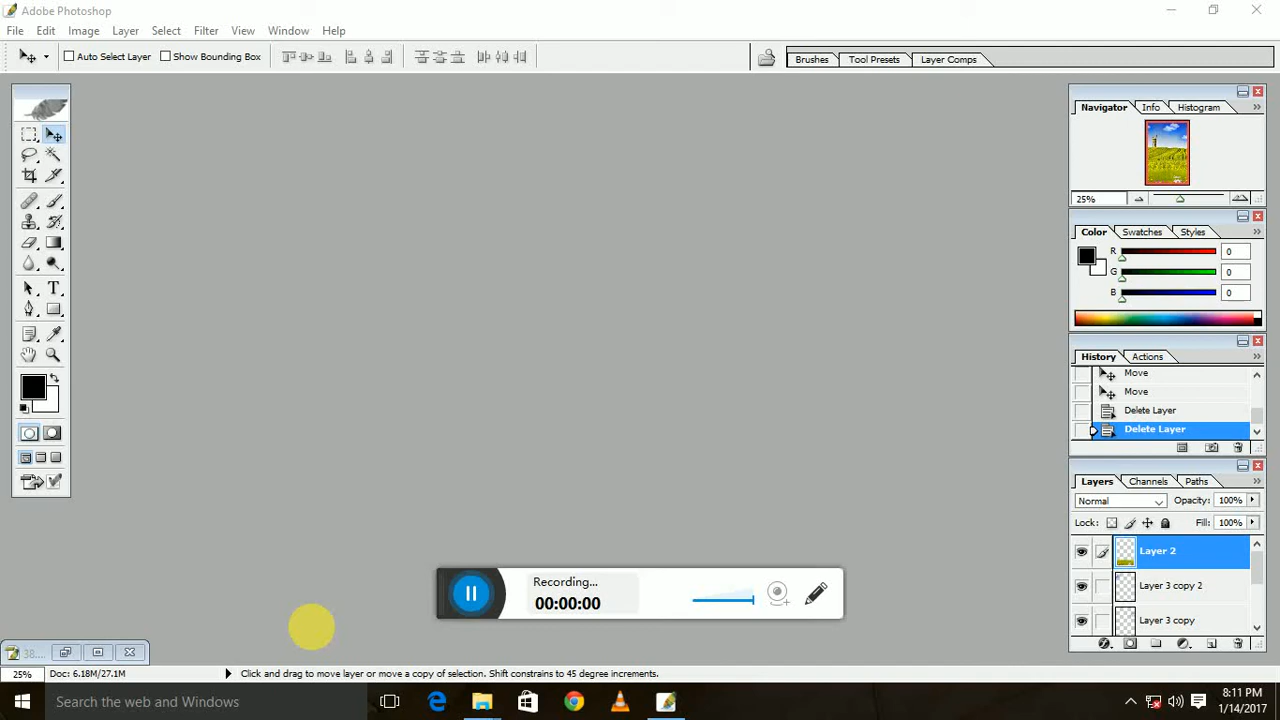 Adobe Photoshop
File Edit Image Layer Select Filter View Window Help
Auto Select Layer Show Bounding Box
Brushes Tool Presets Layer Comps
Navigator Info Histogram
25%
Color Swatches Styles
R 0
G 0
B 0
History Actions
Move
Move
Delete Layer
Delete Layer
Layers Channels Paths
Normal Opacity: 100%
Lock: Fill: 100%
Layer 2
Layer 3 copy 2
Layer 3 copy
Recording...
00:00:00
38...
25% Doc: 6.18M/27.1M Click and drag to move layer or move a copy of selection. Shift constrains to 45 degree increments.
Search the web and Windows
8:11 PM
1/14/2017